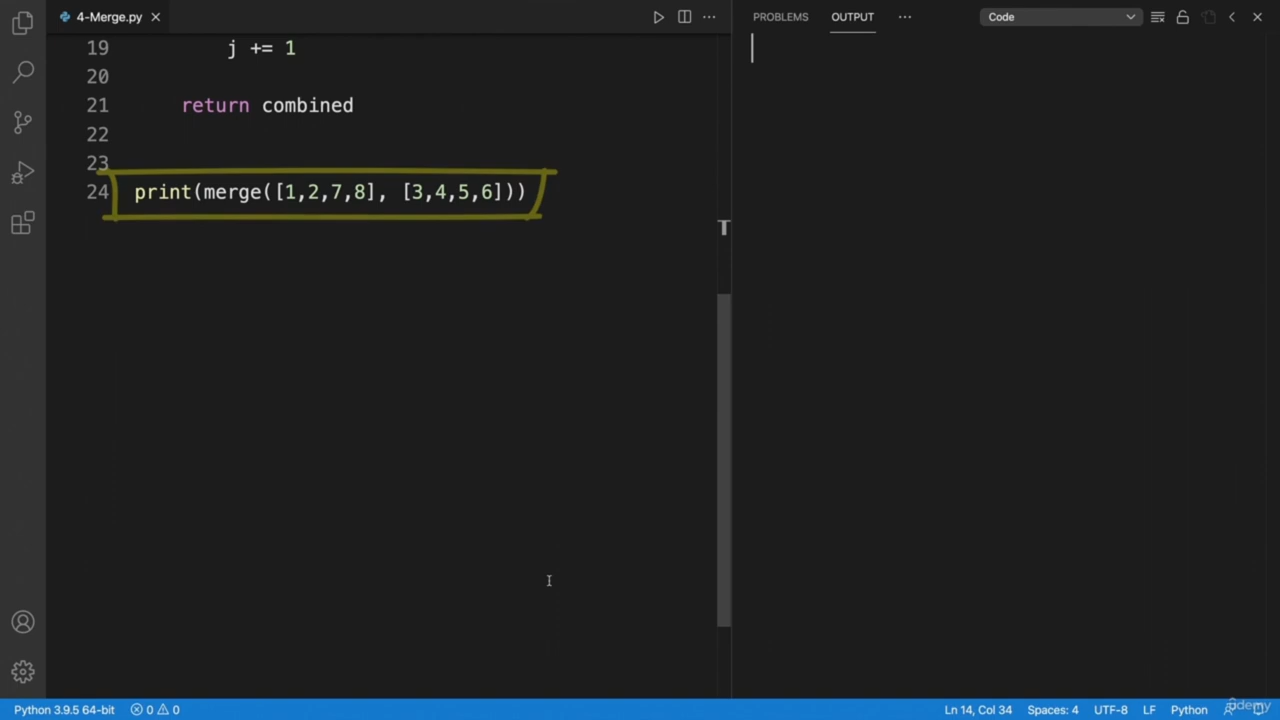 4-Merge.py
PROBLEMS OUTPUT
Code
19 j += 1
20
21 return combined
22
23
24 print(merge([1,2,7,8], [3,4,5,6]))
T
Python 3.9.5 64-bit 0 0 Ln 14, Col 34 Spaces: 4 UTF-8 LF Python
udemy